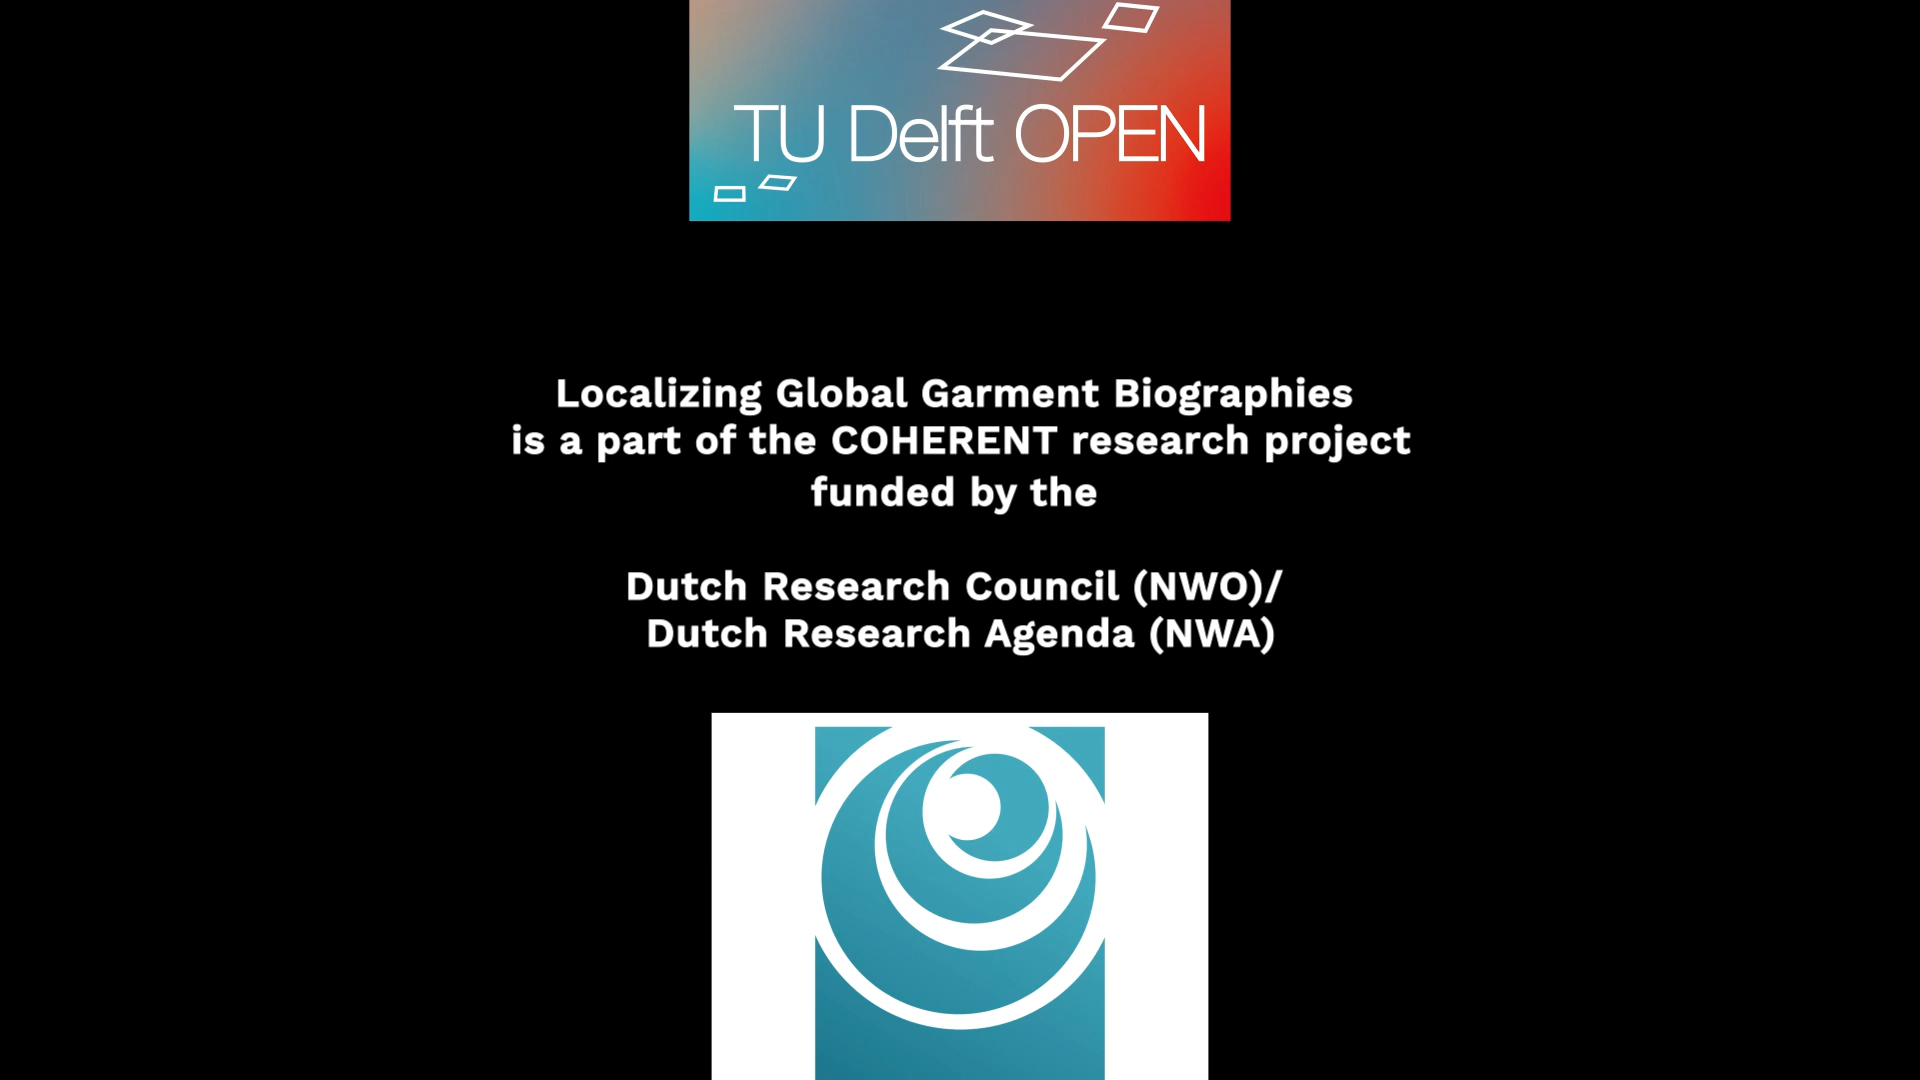 TU Delft OPEN
Localizing Global Garment Biographies
is a part of the COHERENT research project
funded by the
Dutch Research Council (NWO)/
Dutch Research Agenda (NWA)